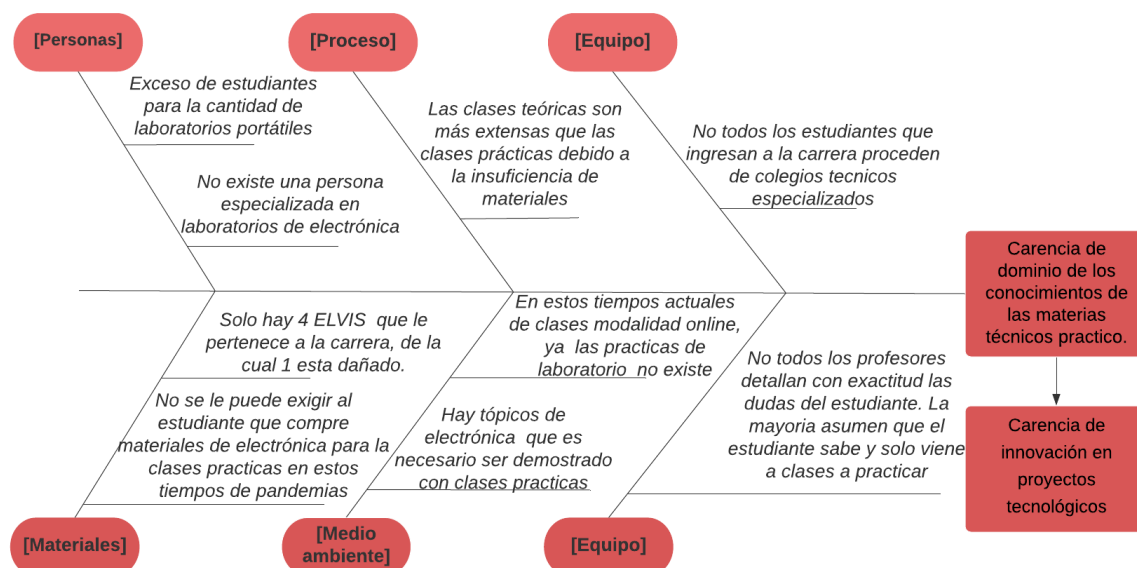 [Personas]
[Proceso]
[Equipo]
Exceso de estudiantes
para la cantidad de
laboratorios portátiles
No existe una persona
especializada en
laboratorios de electrónica
Las clases teóricas son
más extensas que las
clases prácticas debido a
la insuficiencia de
materiales
No todos los estudiantes que
ingresan a la carrera proceden
de colegios tecnicos
especializados
Carencia de
dominio de los
conocimientos de
las materias
técnicos practico.
Solo hay 4 ELVIS que le
pertenece a la carrera, de la
cual 1 esta dañado.
No se le puede exigir al
estudiante que compre
materiales de electrónica para la
clases practicas en estos
tiempos de pandemias
En estos tiempos actuales
de clases modalidad online,
ya las practicas de
laboratorio no existe
Hay tópicos de
electrónica que es
necesario ser demostrado
con clases practicas
No todos los profesores
detallan con exactitud las
dudas del estudiante. La
mayoria asumen que el
estudiante sabe y solo viene
a clases a practicar
Carencia de
innovación en
proyectos
tecnológicos
[Materiales]
[Medio
ambiente]
[Equipo]